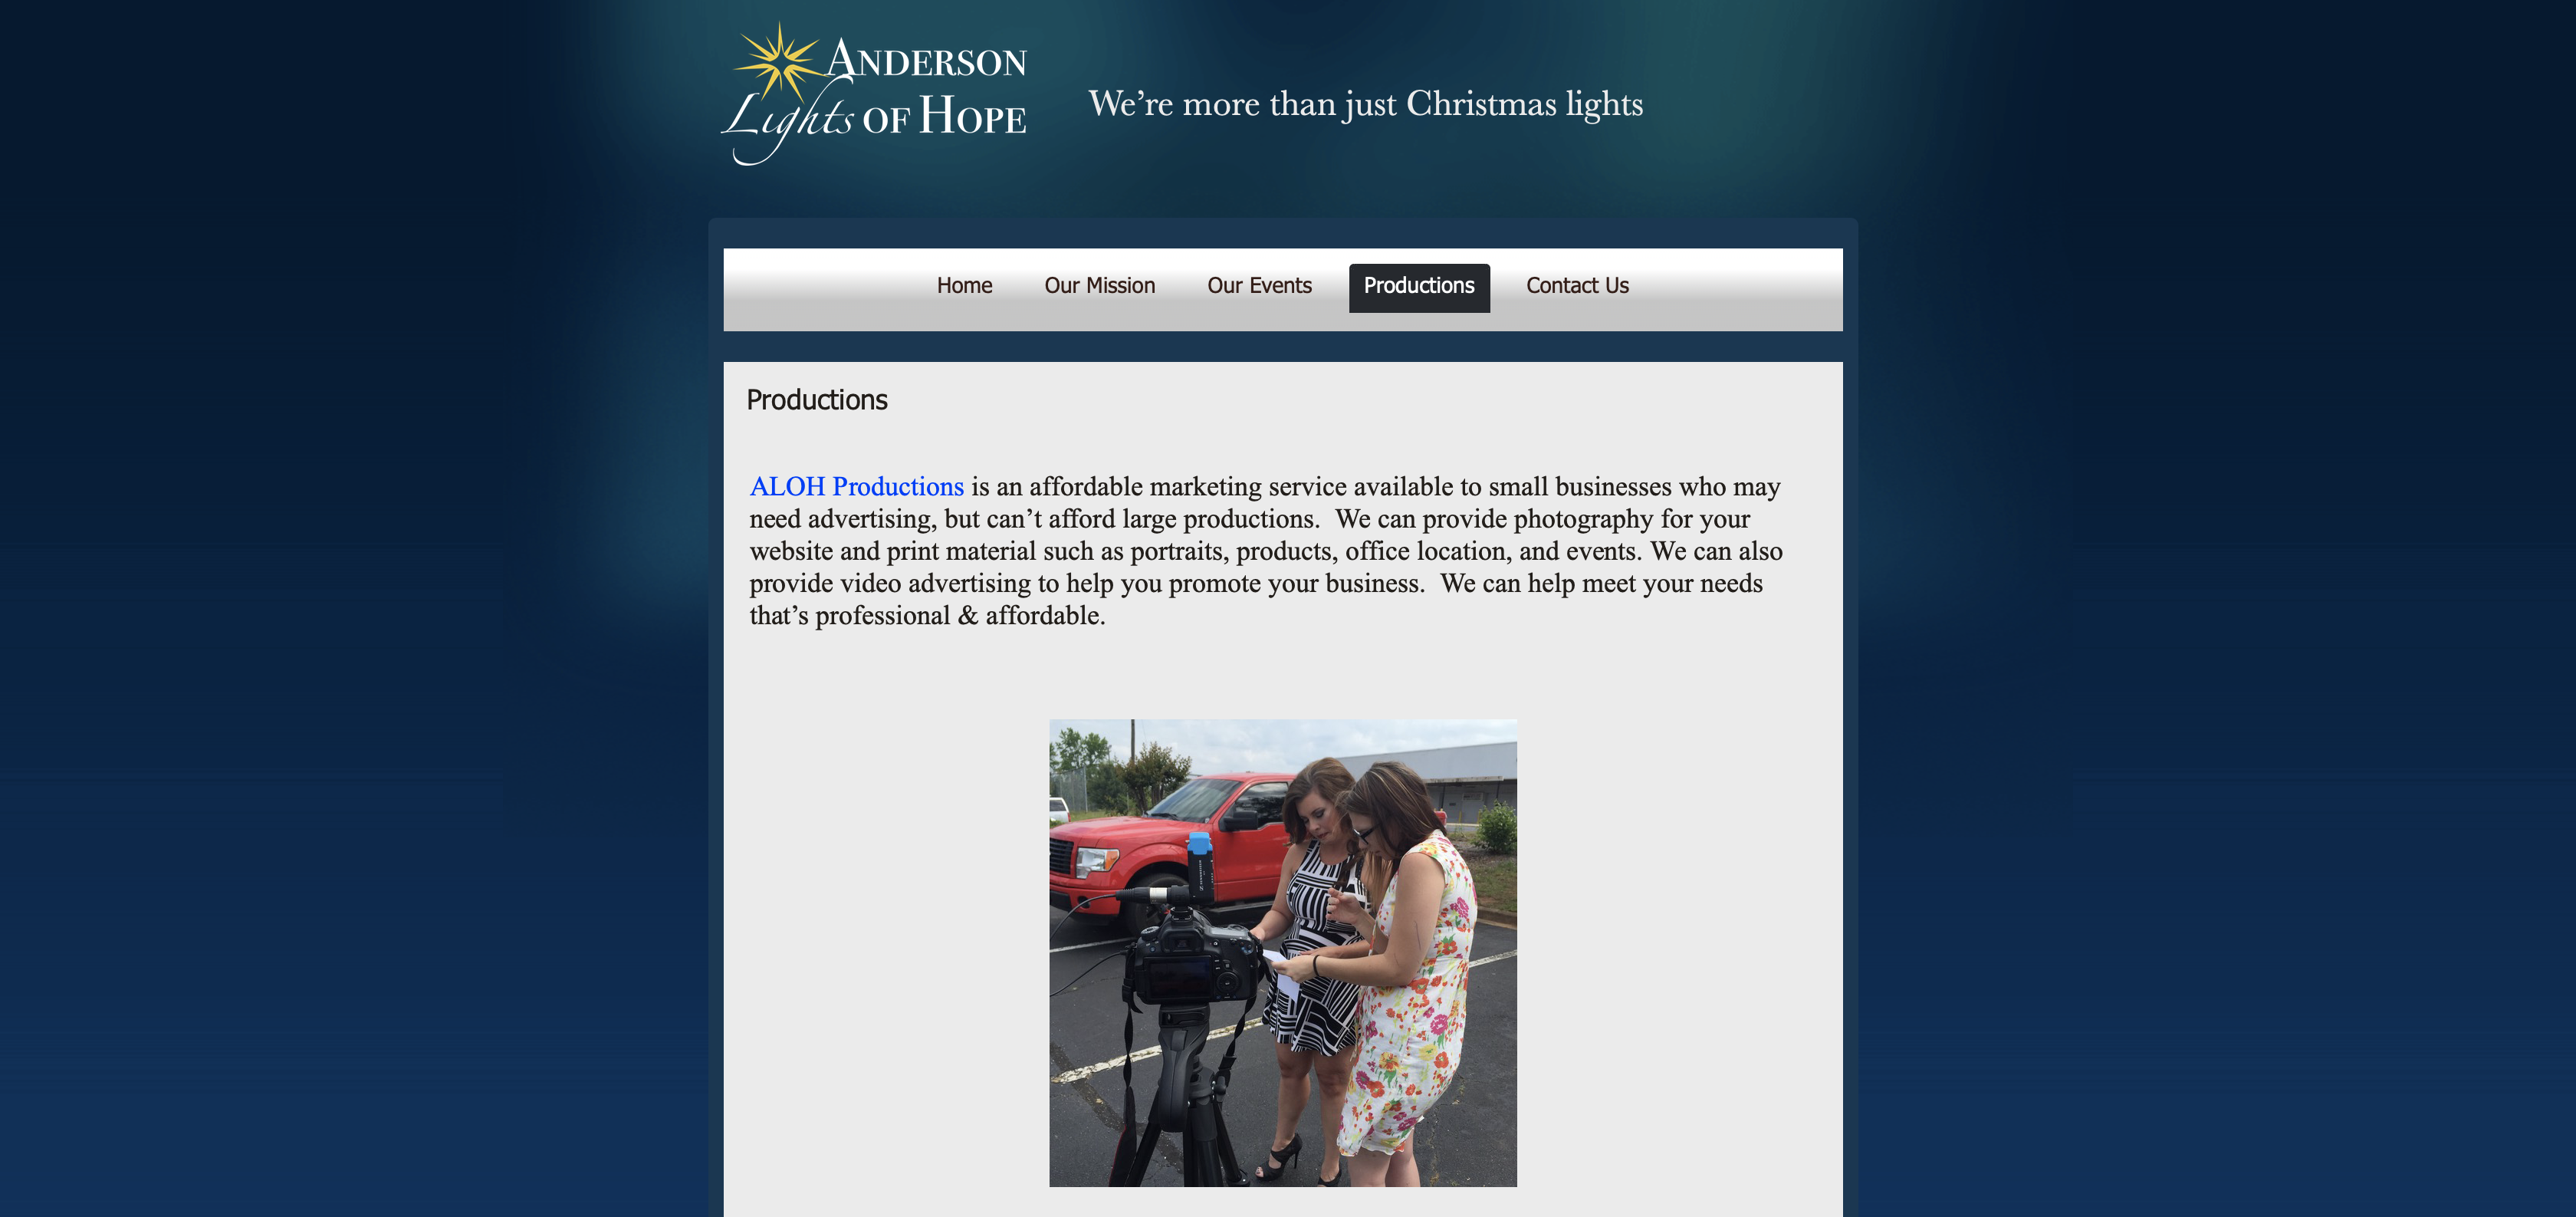 ANDERSON
Lights OF HOPE
We’re more than just Christmas lights
Home Our Mission Our Events Productions Contact Us
Productions
ALOH Productions is an affordable marketing service available to small businesses who may
need advertising, but can’t afford large productions.  We can provide photography for your
website and print material such as portraits, products, office location, and events. We can also
provide video advertising to help you promote your business.  We can help meet your needs
that’s professional & affordable.